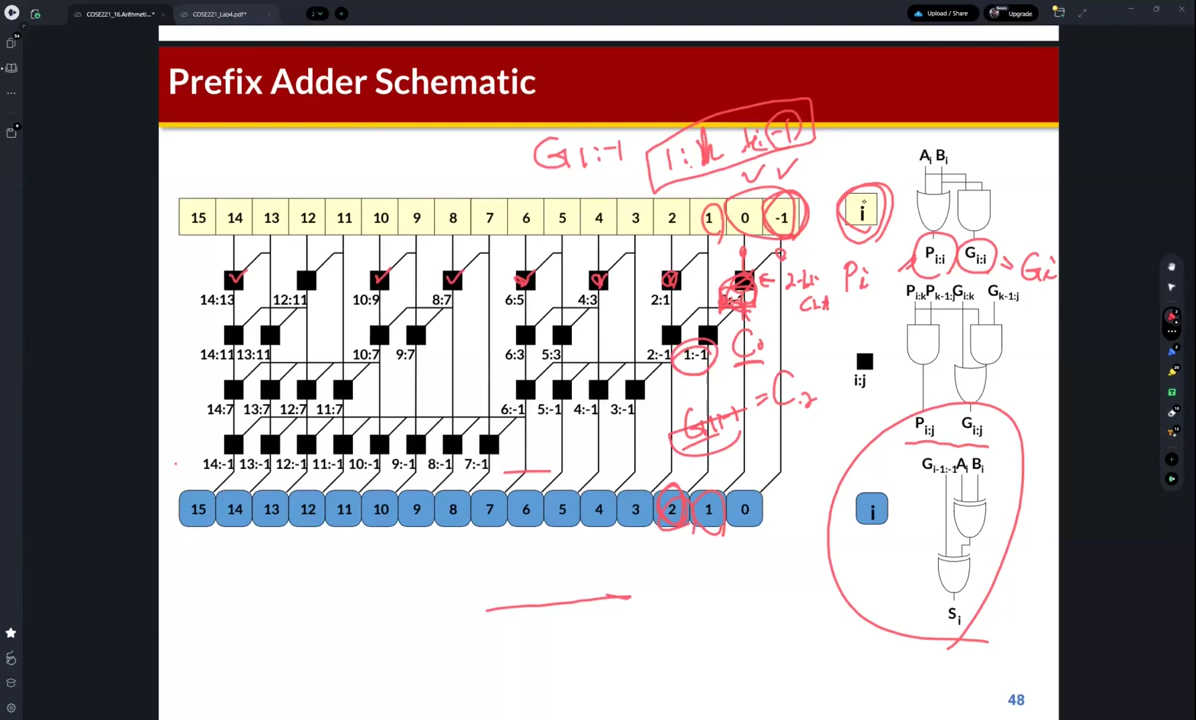 COSE221_16.Arithmeti...*
COSE221_Lab4.pdf*
Upload / Share
Upgrade
Prefix Adder Schematic
G1:-1
15 14 13 12 11 10 9 8 7 6 5 4 3 2 1 0 -1
i
Ai Bi
Pi:i Gi:i = Gi
Pi
14:13 12:11 10:9 8:7 6:5 4:3 2:1
CLA
Pi:k Pk-1:j Gi:k Gk-1:j
14:11 13:11 10:7 9:7 6:3 5:3 2:-1 1:-1
C0
i:j
14:7 13:7 12:7 11:7 6:-1 5:-1 4:-1 3:-1
Pi:j Gi:j
14:-1 13:-1 12:-1 11:-1 10:-1 9:-1 8:-1 7:-1
Gi-1:-1 Ai Bi
15 14 13 12 11 10 9 8 7 6 5 4 3 2 1 0
i
Si
48